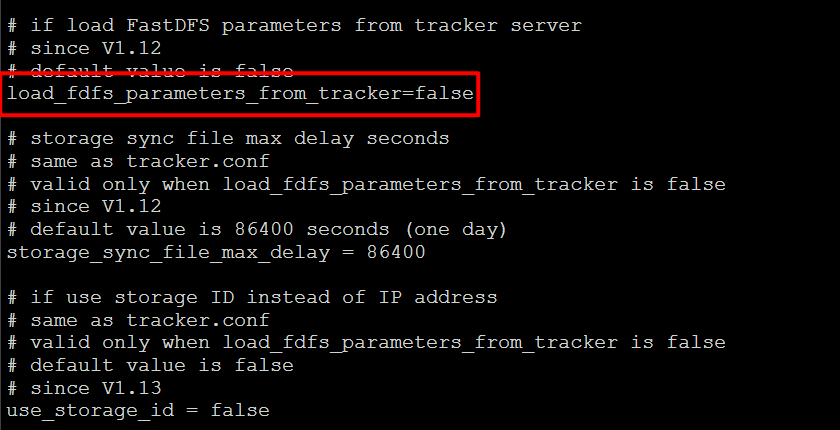 # if load FastDFS parameters from tracker server
# since V1.12
# default value is false
load_fdfs_parameters_from_tracker=false
# storage sync file max delay seconds
# same as tracker.conf
# valid only when load_fdfs_parameters_from_tracker is false
# since V1.12
# default value is 86400 seconds (one day)
storage_sync_file_max_delay = 86400
# if use storage ID instead of IP address
# same as tracker.conf
# valid only when load_fdfs_parameters_from_tracker is false
# default value is false
# since V1.13
use_storage_id = false